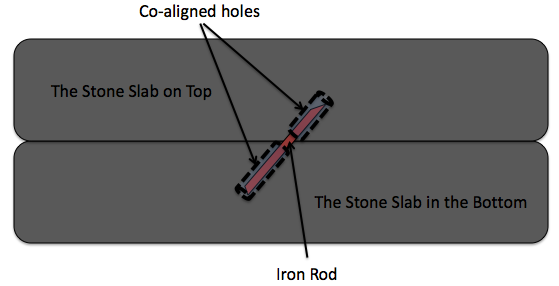 Co-aligned holes
The Stone Slab on Top
The Stone Slab in the Bottom
Iron Rod